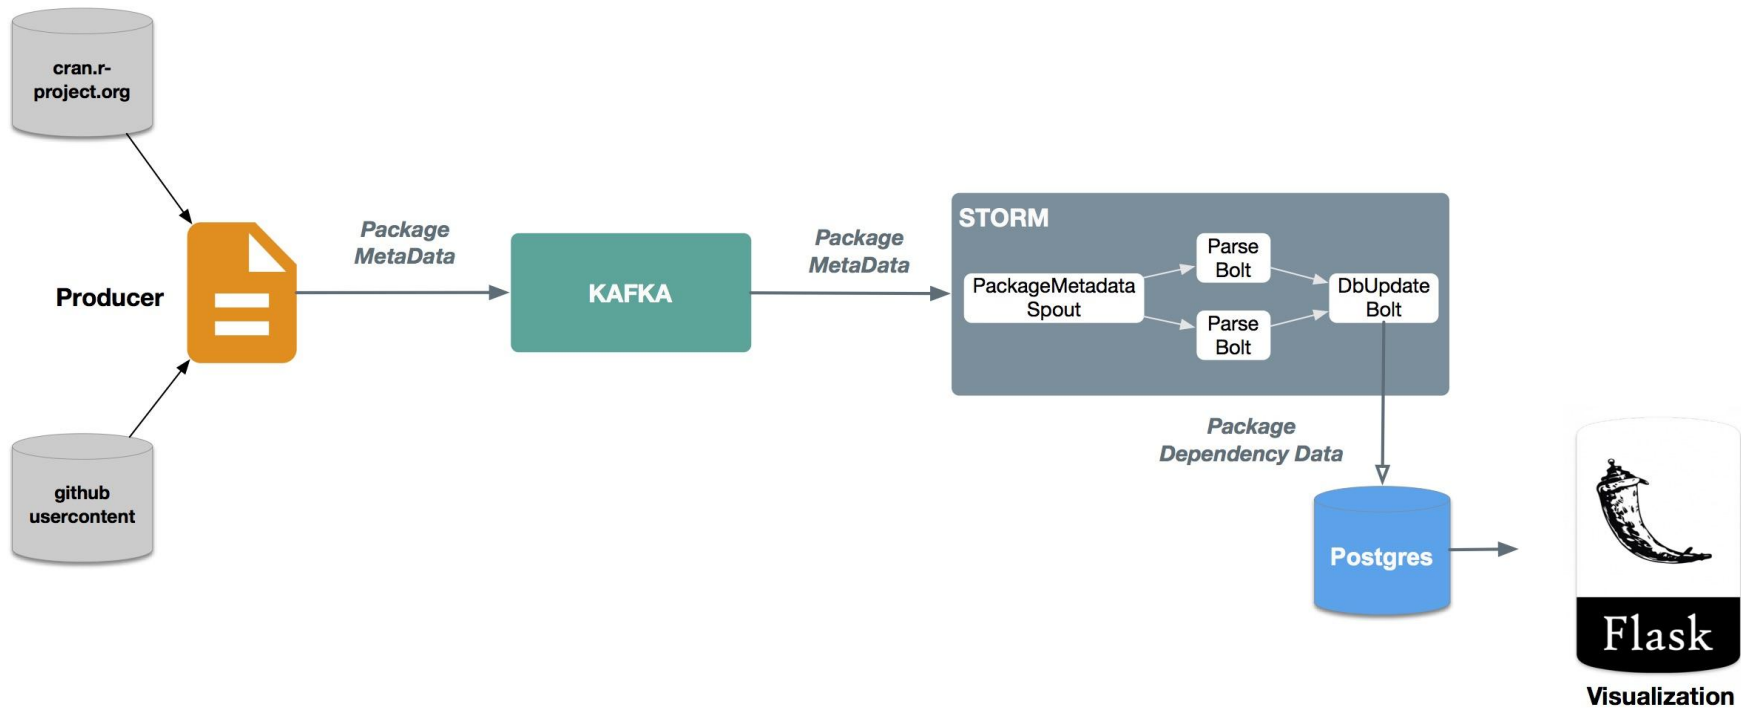 cran.r-
project.org
Producer
github
usercontent
Package
MetaData
KAFKA
Package
MetaData
STORM
PackageMetadata
Spout
Parse
Bolt
Parse
Bolt
DbUpdate
Bolt
Package
Dependency Data
Postgres
Flask
Visualization